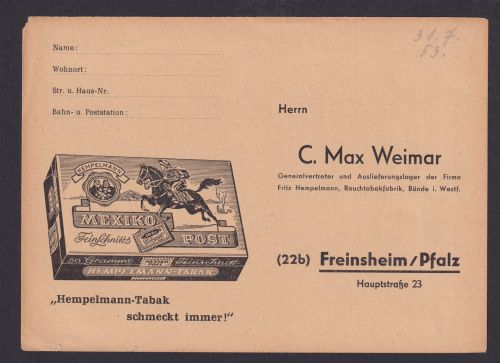 Name:
Wohnort:
Str. u. Haus-Nr.
Bahn- u. Poststation:
31. 7.
53.
Herrn
C. Max Weimar
Generalvertreter und Auslieferungslager der Firma
Fritz Hempelmann, Rauchtabakfabrik, Bünde i. Westf.
(22b) Freinsheim/Pfalz
Hauptstraße 23
HEMPELMANN
MEXIKO
Feinschnitt
POST
50 Gramm
Feinschnitt
HEMPELMANN-TABAK
„Hempelmann-Tabak
schmeckt immer!"